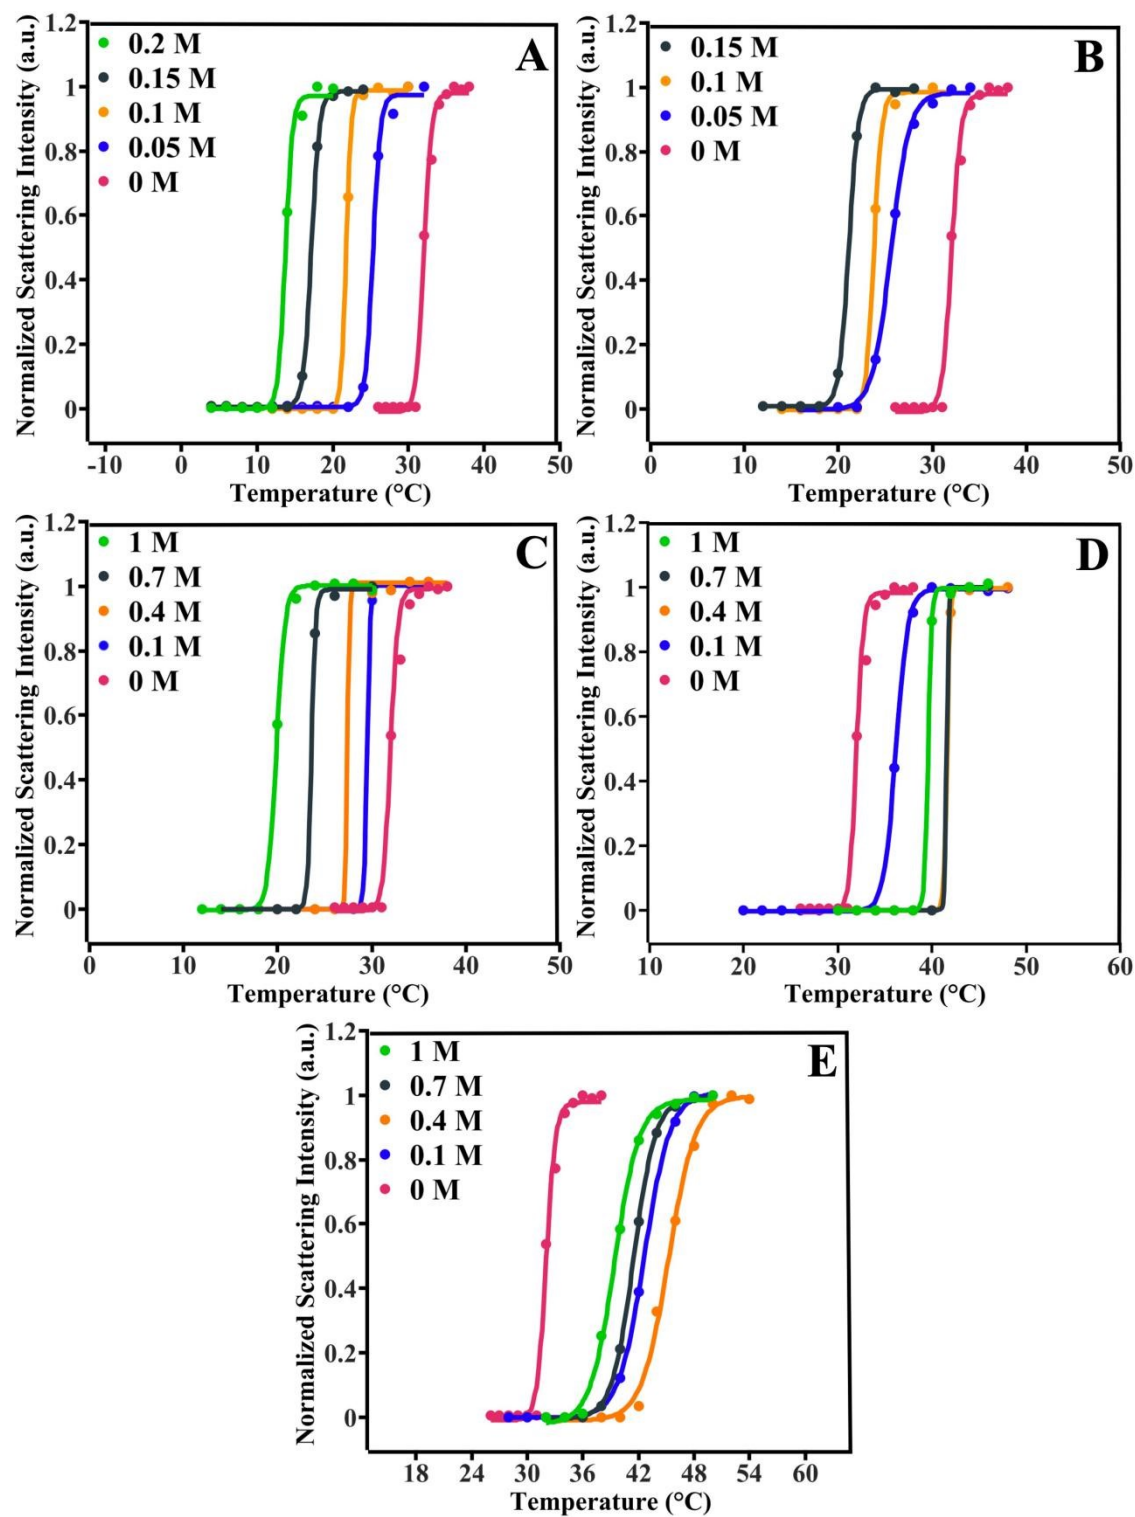 A
Normalized Scattering Intensity (a.u.)
1.2
1
0.8
0.6
0.4
0.2
0
0.2 M
0.15 M
0.1 M
0.05 M
0 M
-10 0 10 20 30 40 50
Temperature (°C)
B
Normalized Scattering Intensity (a.u.)
1.2
1
0.8
0.6
0.4
0.2
0
0.15 M
0.1 M
0.05 M
0 M
0 10 20 30 40 50
Temperature (°C)
C
Normalized Scattering Intensity (a.u.)
1.2
1
0.8
0.6
0.4
0.2
0
1 M
0.7 M
0.4 M
0.1 M
0 M
0 10 20 30 40 50
Temperature (°C)
D
Normalized Scattering Intensity (a.u.)
1.2
1
0.8
0.6
0.4
0.2
0
1 M
0.7 M
0.4 M
0.1 M
0 M
10 20 30 40 50 60
Temperature (°C)
E
Normalized Scattering Intensity (a.u.)
1.2
1
0.8
0.6
0.4
0.2
0
1 M
0.7 M
0.4 M
0.1 M
0 M
18 24 30 36 42 48 54 60
Temperature (°C)